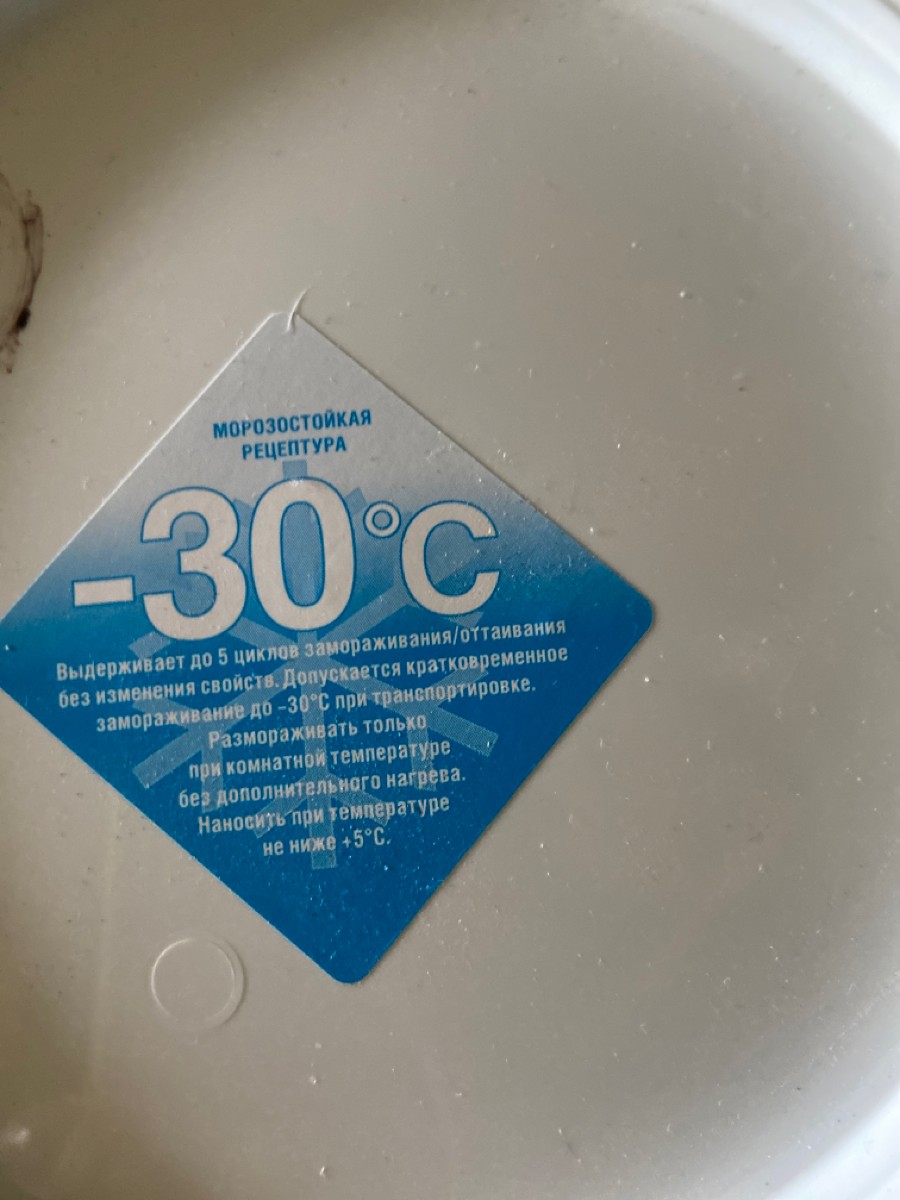 МОРОЗОСТОЙКАЯ
РЕЦЕПТУРА
-30°С
Выдерживает до 5 циклов замораживания/оттаивания
без изменения свойств. Допускается кратковременное
замораживание до –30°С при транспортировке.
Размораживать только
при комнатной температуре
без дополнительного нагрева.
Наносить при температуре
не ниже +5°С.